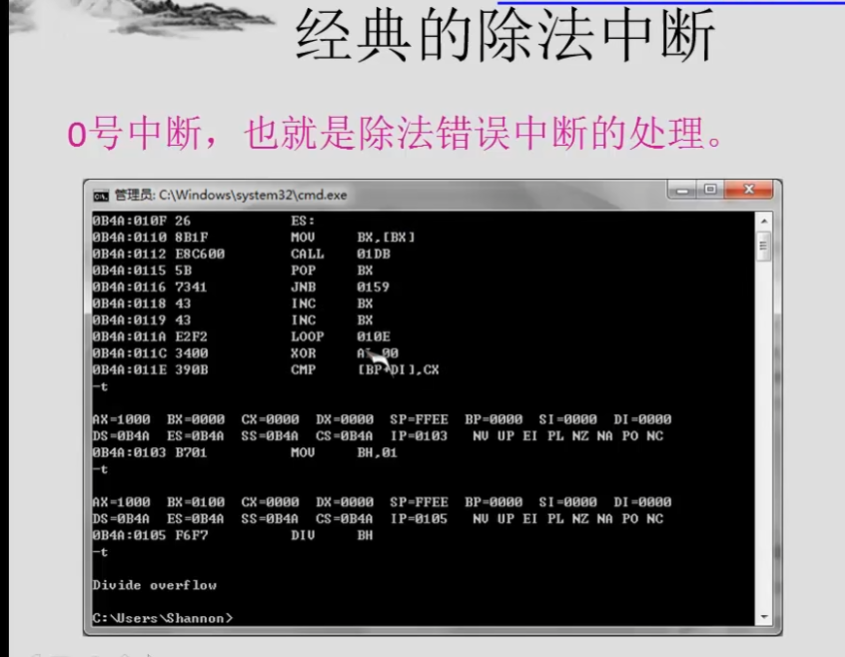 经典的除法中断
0号中断，也就是除法错误中断的处理。
管理员: C:\Windows\system32\cmd.exe
0B4A:010F 26 ES:
0B4A:0110 8B1F MOV BX,[BX]
0B4A:0112 E8C600 CALL 01DB
0B4A:0115 5B POP BX
0B4A:0116 7341 JNB 0159
0B4A:0118 43 INC BX
0B4A:0119 43 INC BX
0B4A:011A E2F2 LOOP 010E
0B4A:011C 3400 XOR AL,00
0B4A:011E 390B CMP [BP+DI],CX
-t
AX=1000 BX=0000 CX=0000 DX=0000 SP=FFEE BP=0000 SI=0000 DI=0000
DS=0B4A ES=0B4A SS=0B4A CS=0B4A IP=0103 NV UP EI PL NZ NA PO NC
0B4A:0103 B701 MOV BH,01
-t
AX=1000 BX=0100 CX=0000 DX=0000 SP=FFEE BP=0000 SI=0000 DI=0000
DS=0B4A ES=0B4A SS=0B4A CS=0B4A IP=0105 NV UP EI PL NZ NA PO NC
0B4A:0105 F6F7 DIV BH
-t
Divide overflow
C:\Users\Shannon>